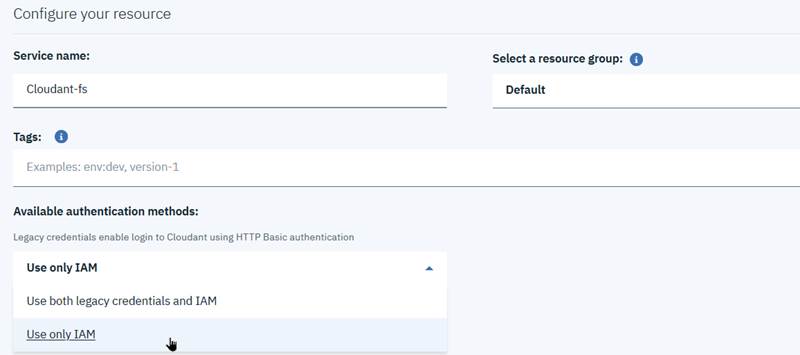 Configure your resource
Service name:
Select a resource group:
Cloudant-fs
Default
Tags:
Examples: env:dev, version-1
Available authentication methods:
Legacy credentials enable login to Cloudant using HTTP Basic authentication
Use only IAM
Use both legacy credentials and IAM
Use only IAM